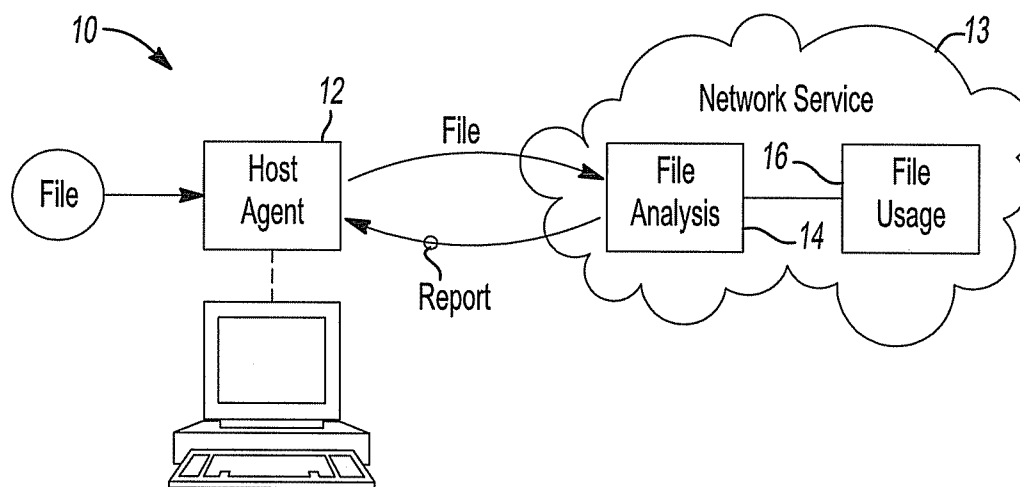 10
13
12
Network Service
File
Host
Agent
File
File
Analysis
16
File
Usage
14
Report